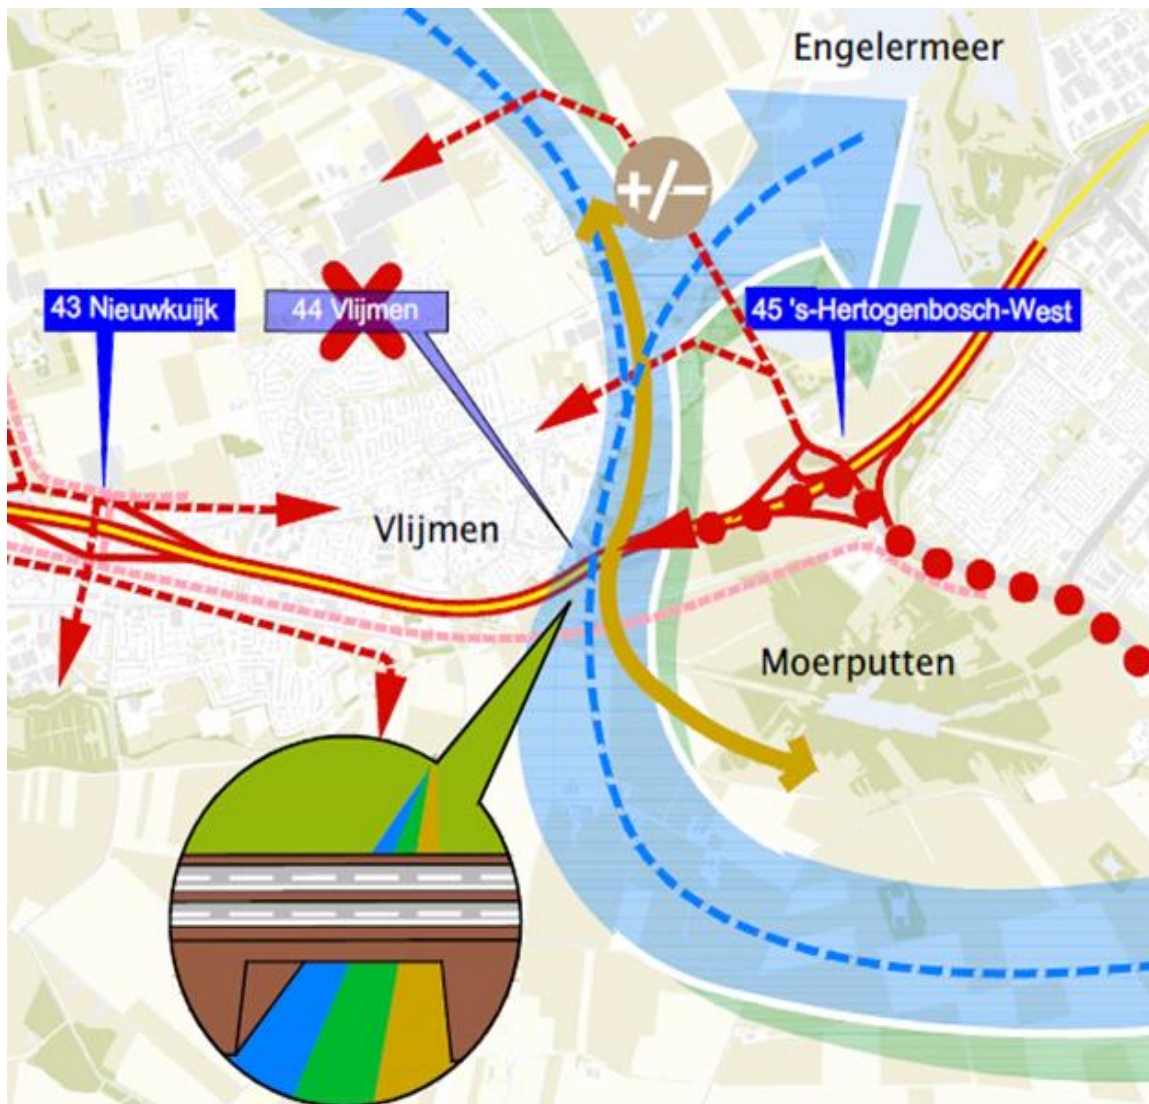 Engelermeer
+/-
43 Nieuwkuijk
44 Vlijmen
45 's-Hertogenbosch-West
Vlijmen
Moerputten